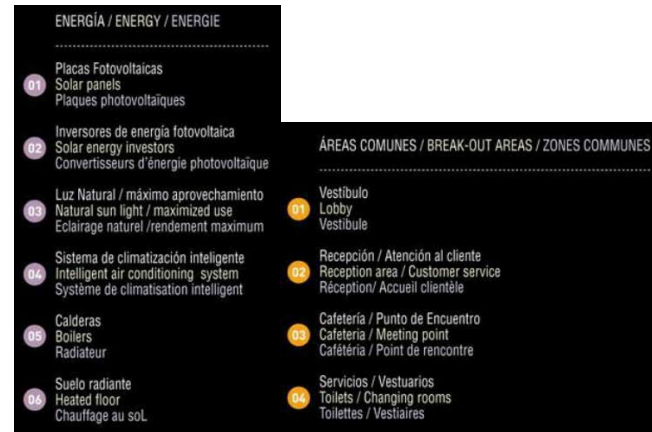 ENERGÍA / ENERGY / ENERGIE
01
Placas Fotovoltaicas
Solar panels
Plaques photovoltaïques
02
Inversores de energía fotovoltaica
Solar energy investors
Convertisseurs d'énergie photovoltaïque
03
Luz Natural / máximo aprovechamiento
Natural sun light / maximized use
Eclairage naturel /rendement maximum
04
Sistema de climatización inteligente
Intelligent air conditioning system
Système de climatisation intelligent
05
Calderas
Boilers
Radiateur
06
Suelo radiante
Heated floor
Chauffage au soL
ÁREAS COMUNES / BREAK-OUT AREAS / ZONES COMMUNES
01
Vestíbulo
Lobby
Vestibule
02
Recepción / Atención al cliente
Reception area / Customer service
Réception/ Accueil clientèle
03
Cafetería / Punto de Encuentro
Cafeteria / Meeting point
Cafétéria / Point de rencontre
04
Servicios / Vestuarios
Toilets / Changing rooms
Toilettes / Vestiaires